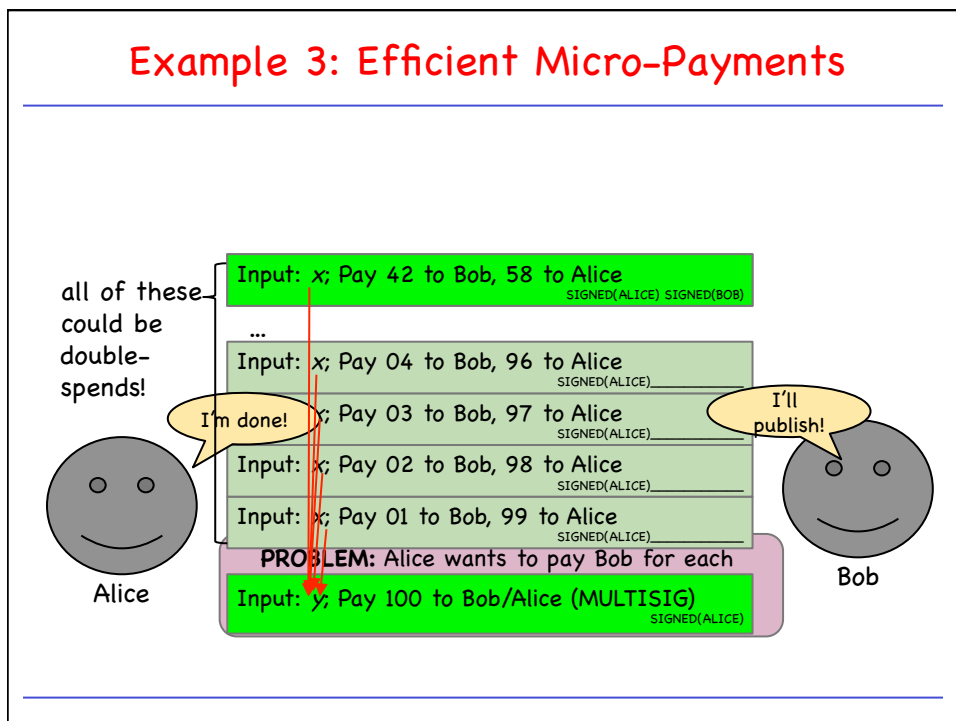 Example 3: Efficient Micro-Payments
all of these
could be
double-
spends!
Input: x; Pay 42 to Bob, 58 to Alice
SIGNED(ALICE) SIGNED(BOB)
...
Input: x; Pay 04 to Bob, 96 to Alice
SIGNED(ALICE)___________
I'm done!
x; Pay 03 to Bob, 97 to Alice
SIGNED(ALICE)___________
I'll
publish!
Input: x; Pay 02 to Bob, 98 to Alice
SIGNED(ALICE)___________
Input: x; Pay 01 to Bob, 99 to Alice
SIGNED(ALICE)___________
PROBLEM: Alice wants to pay Bob for each
Input: y; Pay 100 to Bob/Alice (MULTISIG)
SIGNED(ALICE)
Alice
Bob